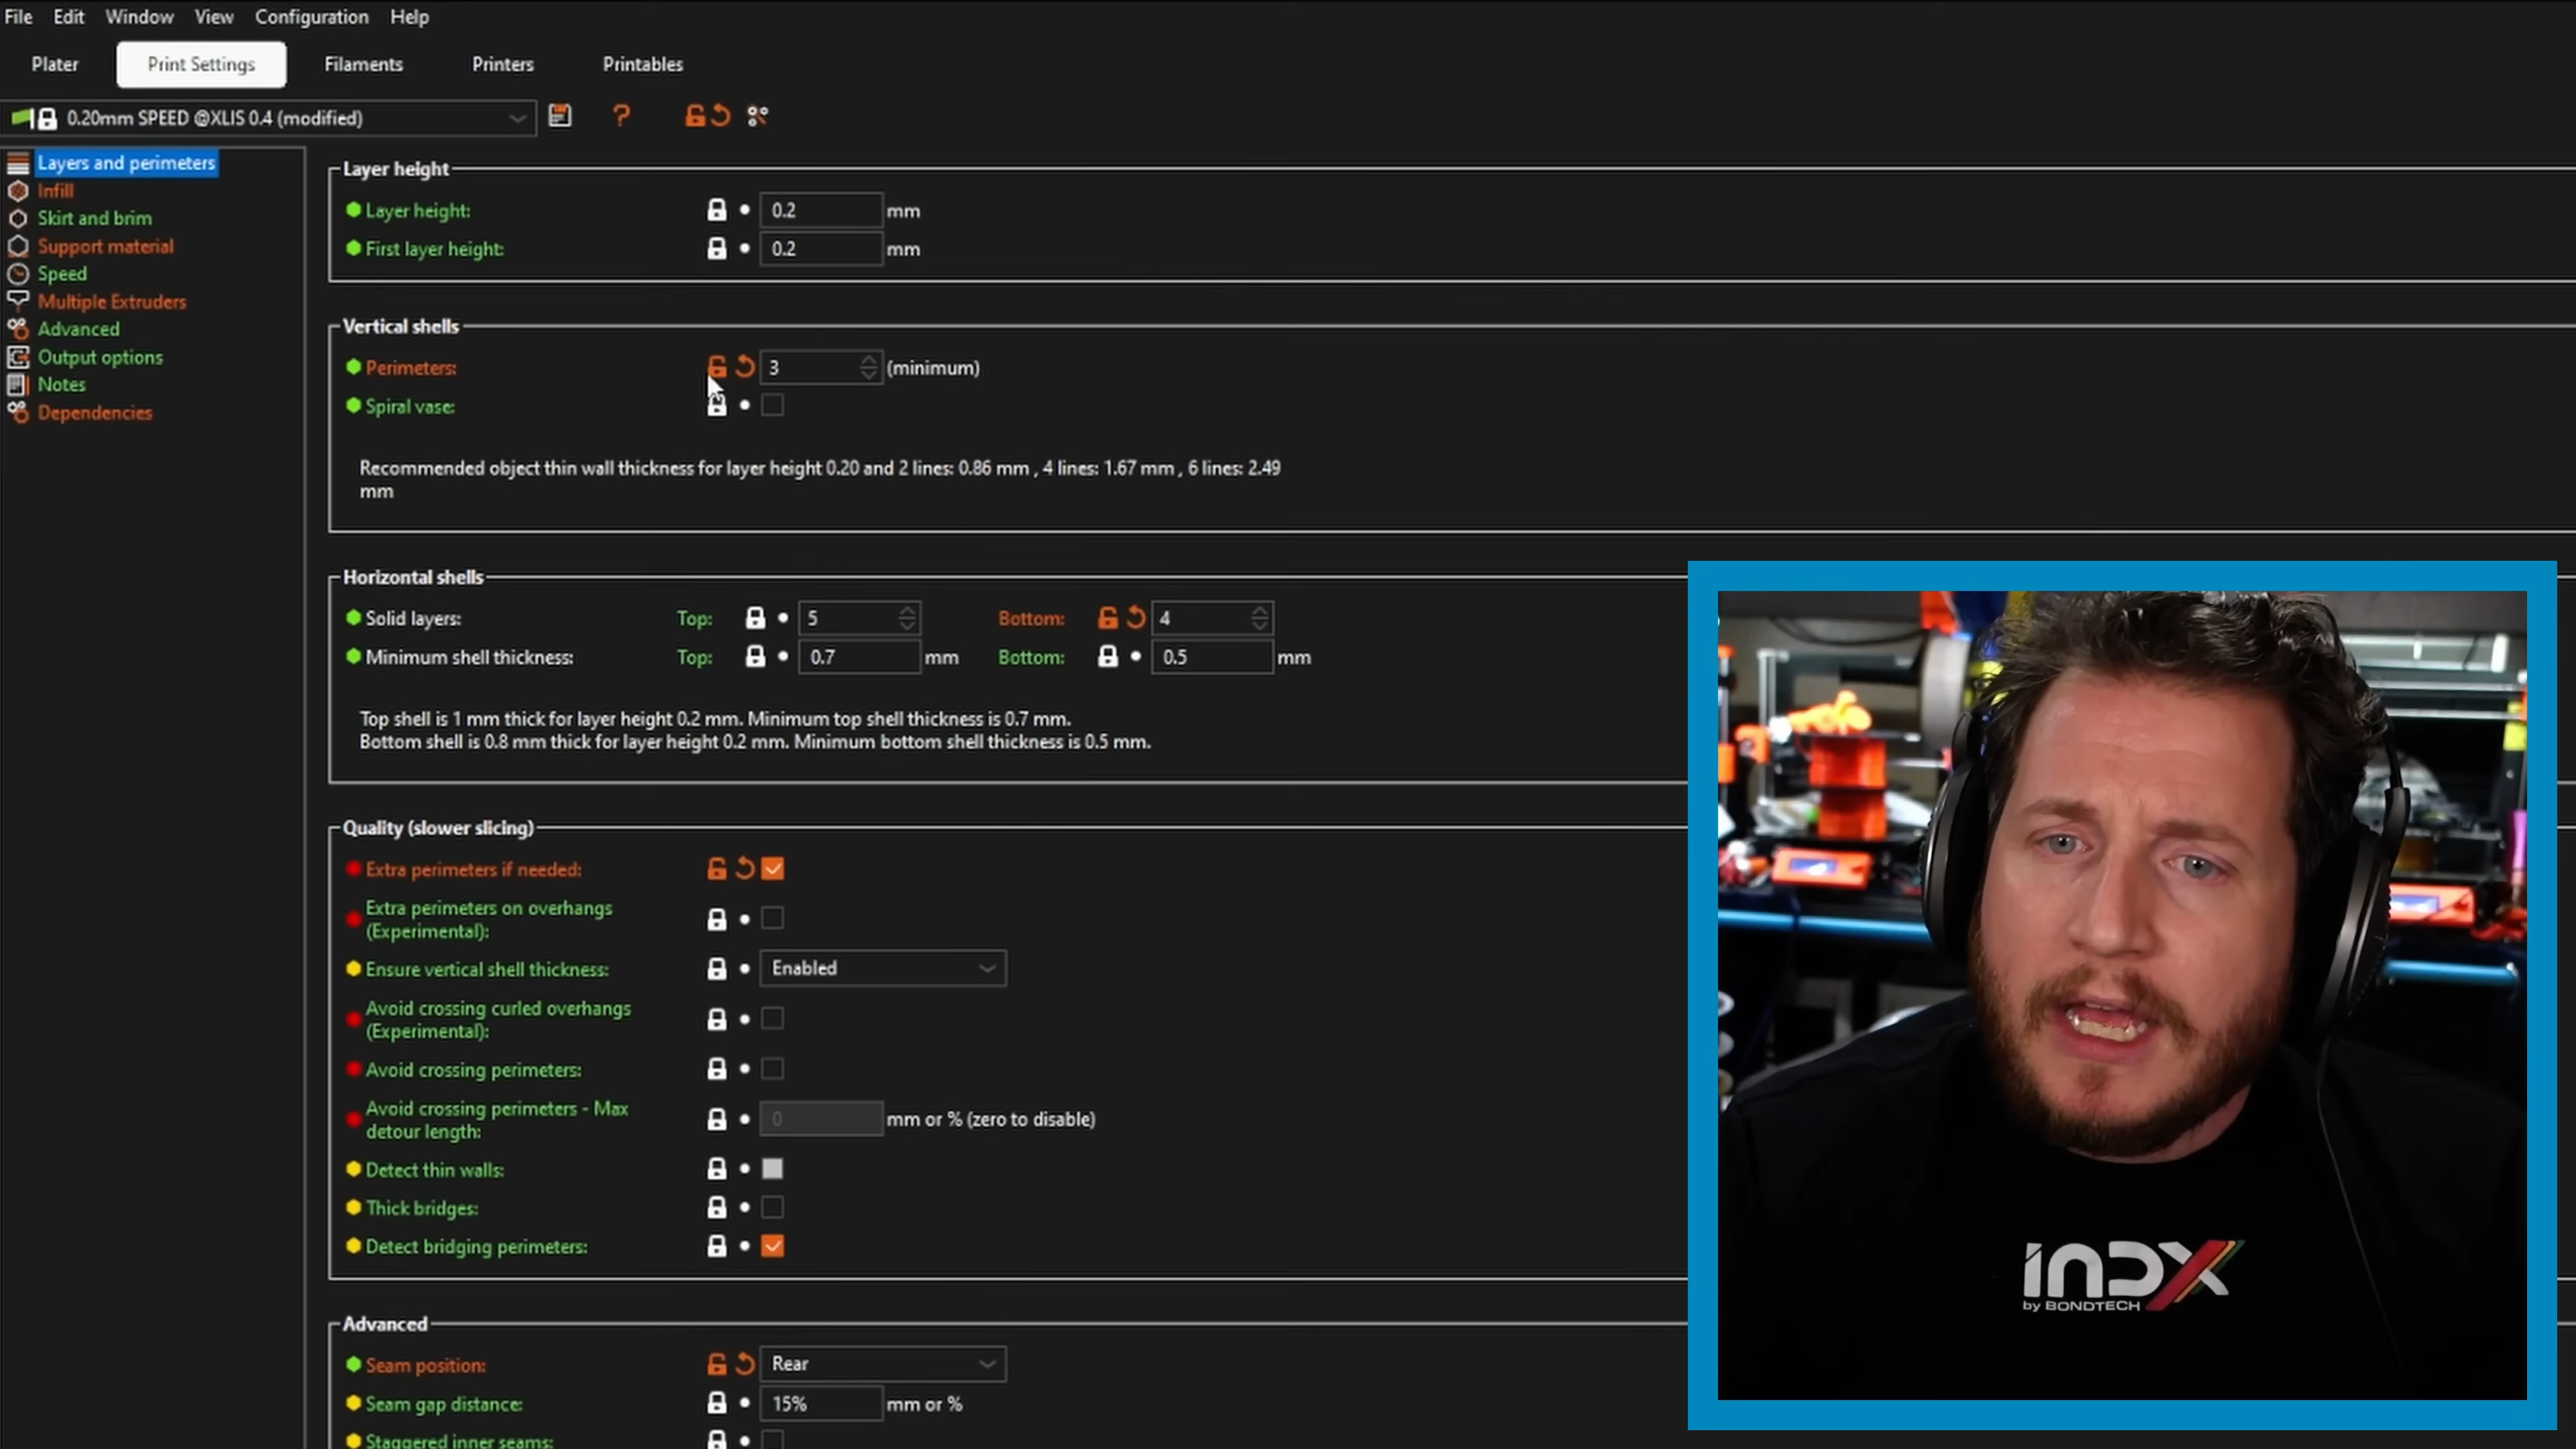 File Edit Window View Configuration Help
Plater Print Settings Filaments Printers Printables
0.20mm SPEED @XLIS 0.4 (modified) ?
Layers and perimeters
Infill
Skirt and brim
Support material
Speed
Multiple Extruders
Advanced
Output options
Notes
Dependencies
Layer height
Layer height: 0.2 mm
First layer height: 0.2 mm
Vertical shells
Perimeters: 3 (minimum)
Spiral vase:
Recommended object thin wall thickness for layer height 0.20 and 2 lines: 0.86 mm , 4 lines: 1.67 mm , 6 lines: 2.49
mm
Horizontal shells
Solid layers: Top: 5 Bottom: 4
Minimum shell thickness: Top: 0.7 mm Bottom: 0.5 mm
Top shell is 1 mm thick for layer height 0.2 mm. Minimum top shell thickness is 0.7 mm.
Bottom shell is 0.8 mm thick for layer height 0.2 mm. Minimum bottom shell thickness is 0.5 mm.
Quality (slower slicing)
Extra perimeters if needed:
Extra perimeters on overhangs
(Experimental):
Ensure vertical shell thickness: Enabled
Avoid crossing curled overhangs
(Experimental):
Avoid crossing perimeters:
Avoid crossing perimeters - Max
detour length: 0 mm or % (zero to disable)
Detect thin walls:
Thick bridges:
Detect bridging perimeters:
Advanced
Seam position: Rear
Seam gap distance: 15% mm or %
Staggered inner seams:
INDX
by BONDTECH